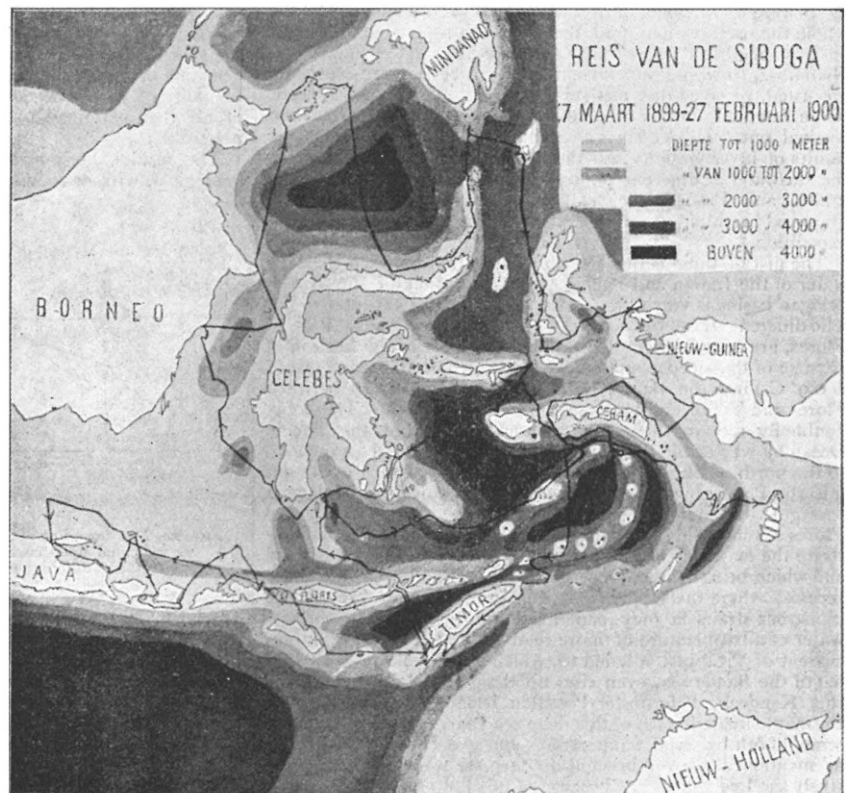 REIS VAN DE SIBOGA
7 MAART 1899-27 FEBRUARI 1900
DIEPTE TOT 1000 METER
" VAN 1000 TOT 2000 "
" " 2000 " 3000 "
" " 3000 " 4000 "
BOVEN 4000 "
MINDANAO
BORNEO
CELEBES
NIEUW-GUINEA
CERAM
JAVA
FLORES
TIMOR
NIEUW-HOLLAND